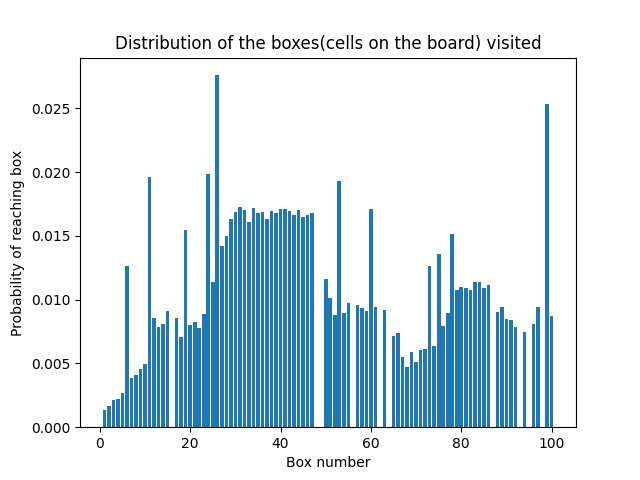 Distribution of the boxes(cells on the board) visited
0.025
0.020
0.015
0.010
0.005
0.000
Probability of reaching box
0 20 40 60 80 100
Box number